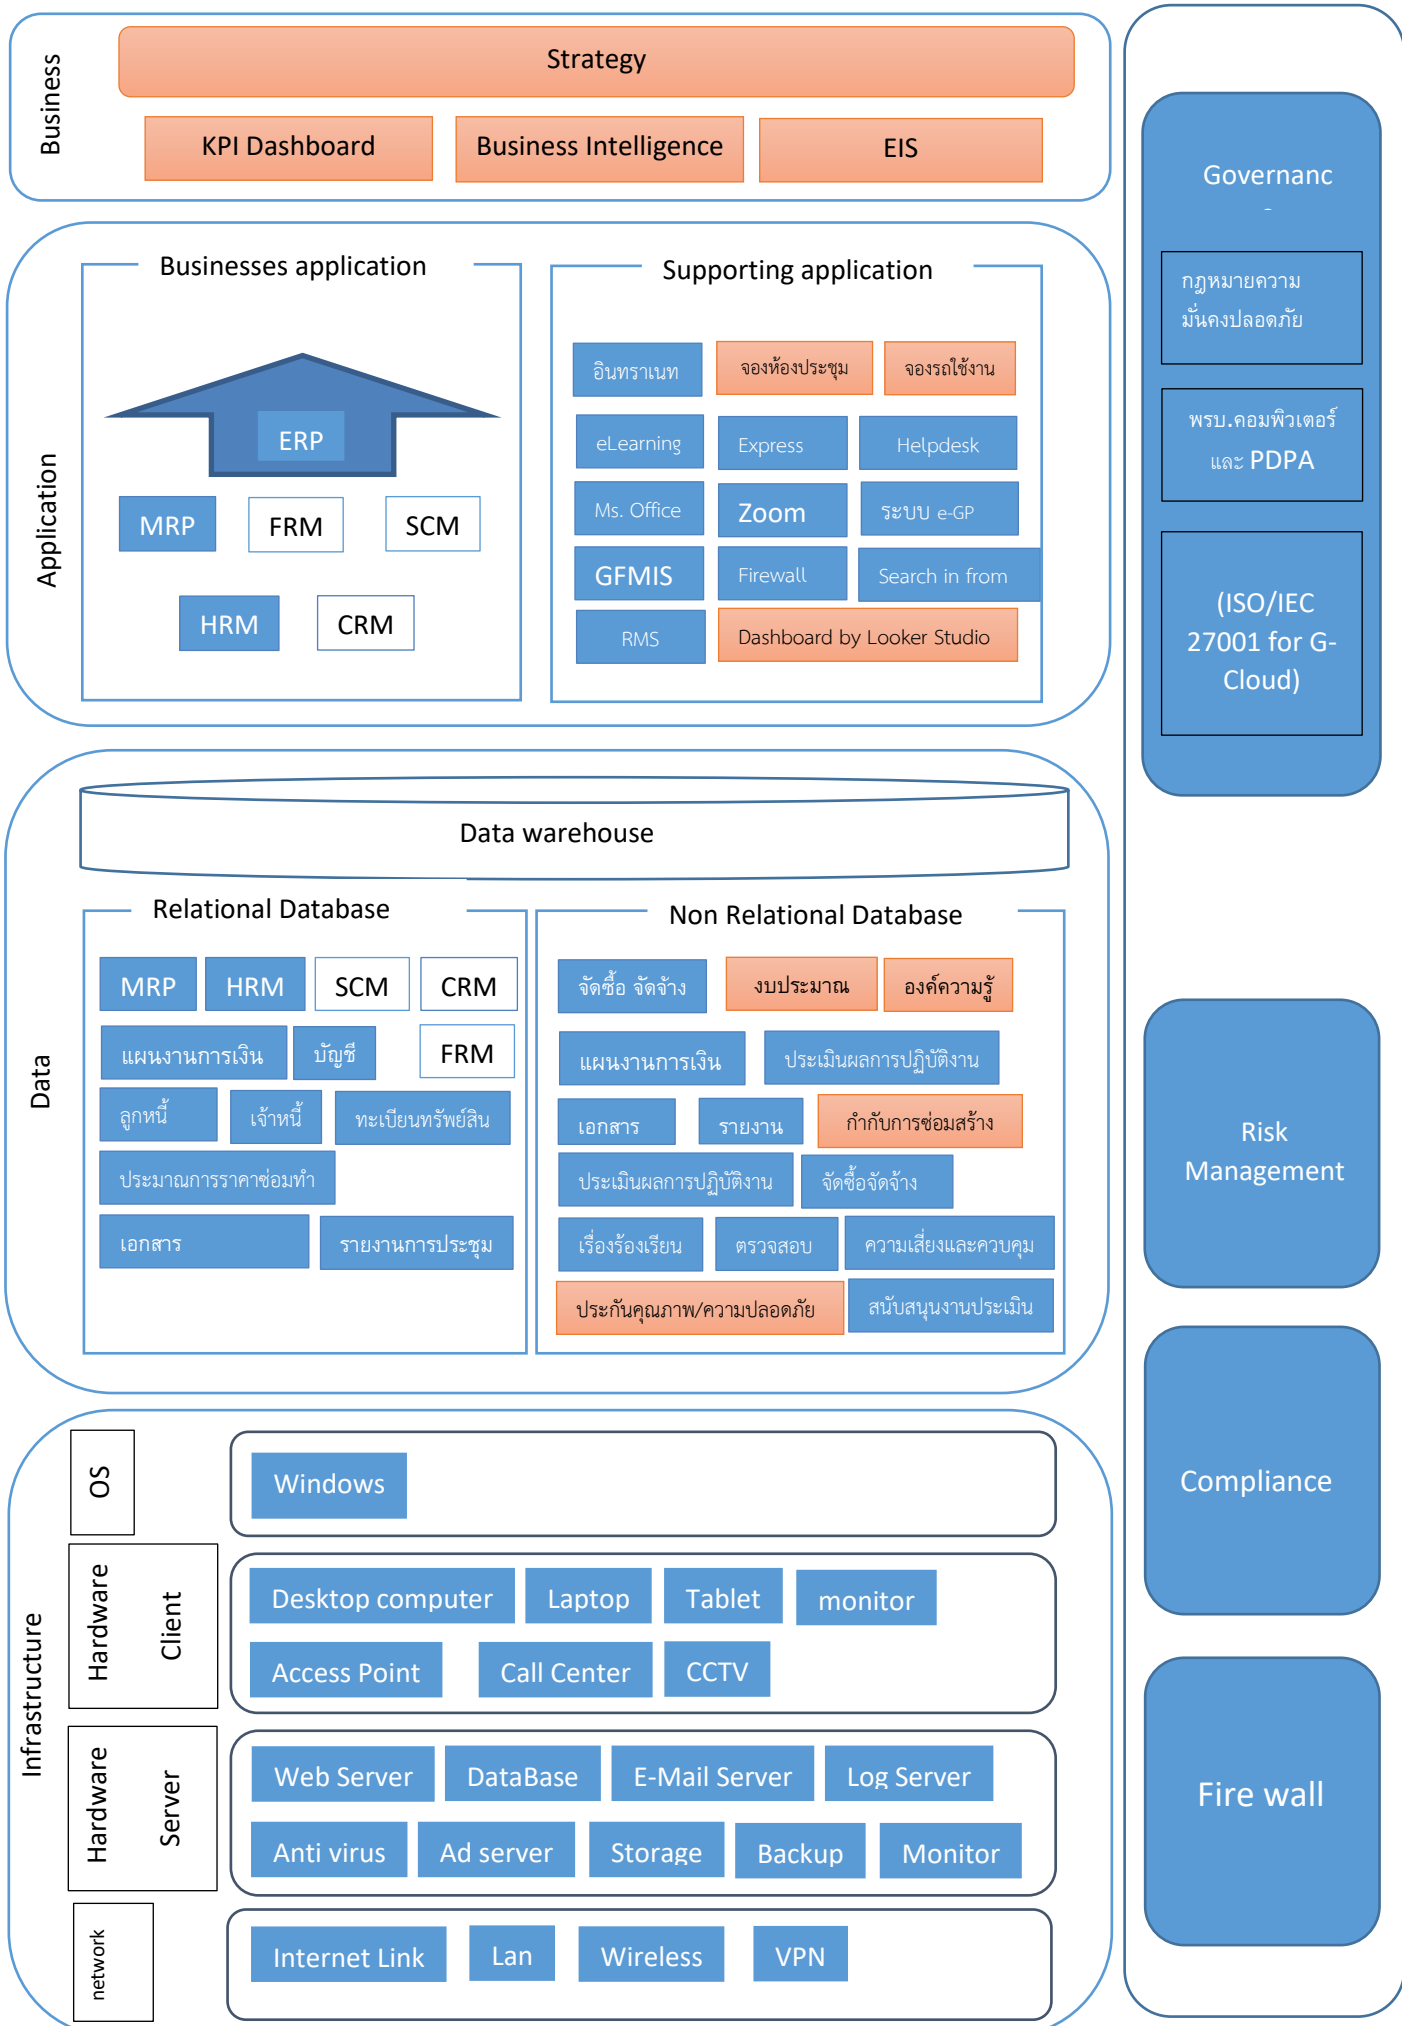 Business
Strategy
KPI Dashboard
Business Intelligence
EIS
Application
Businesses application
ERP
MRP
FRM
SCM
HRM
CRM
Supporting application
อินทราเนท
จองห้องประชุม
จองรถใช้งาน
eLearning
Express
Helpdesk
Ms. Office
Zoom
ระบบ e-GP
GFMIS
Firewall
Search in from
RMS
Dashboard by Looker Studio
Data
Data warehouse
Relational Database
MRP
HRM
SCM
CRM
แผนงานการเงิน
บัญชี
FRM
ลูกหนี้
เจ้าหนี้
ทะเบียนทรัพย์สิน
ประมาณการราคาซ่อมทำ
เอกสาร
รายงานการประชุม
Non Relational Database
จัดซื้อ จัดจ้าง
งบประมาณ
องค์ความรู้
แผนงานการเงิน
ประเมินผลการปฏิบัติงาน
เอกสาร
รายงาน
กำกับการซ่อมสร้าง
ประเมินผลการปฏิบัติงาน
จัดซื้อจัดจ้าง
เรื่องร้องเรียน
ตรวจสอบ
ความเสี่ยงและควบคุม
ประกันคุณภาพ/ความปลอดภัย
สนับสนุนงานประเมิน
Infrastructure
OS
Windows
Hardware
Client
Desktop computer
Laptop
Tablet
monitor
Access Point
Call Center
CCTV
Hardware
Server
Web Server
DataBase
E-Mail Server
Log Server
Anti virus
Ad server
Storage
Backup
Monitor
network
Internet Link
Lan
Wireless
VPN
Governanc
กฎหมายความ
มั่นคงปลอดภัย
พรบ.คอมพิวเตอร์
และ PDPA
(ISO/IEC
27001 for G-
Cloud)
Risk
Management
Compliance
Fire wall